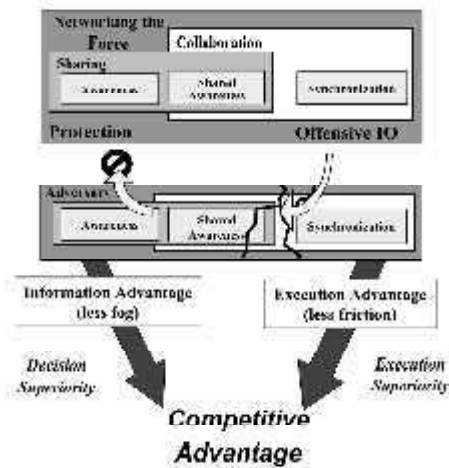 Networking the
Force
Collaboration
Sharing
Awareness
Shared
Awareness
Synchronization
Protection
Offensive IO
Adversary
Awareness
Shared
Awareness
Synchronization
Information Advantage
(less fog)
Execution Advantage
(less friction)
Decision
Superiority
Execution
Superiority
Competitive
Advantage